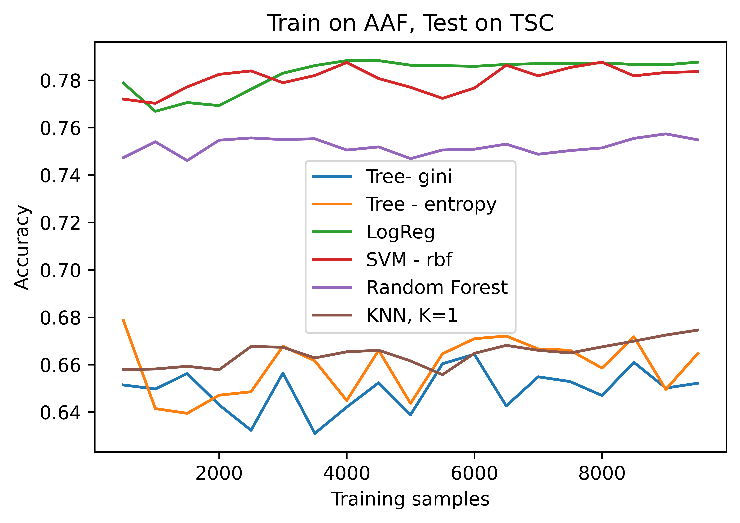 Train on AAF, Test on TSC
Accuracy
0.78
0.76
0.74
0.72
0.70
0.68
0.66
0.64
Tree- gini
Tree - entropy
LogReg
SVM - rbf
Random Forest
KNN, K=1
2000 4000 6000 8000
Training samples